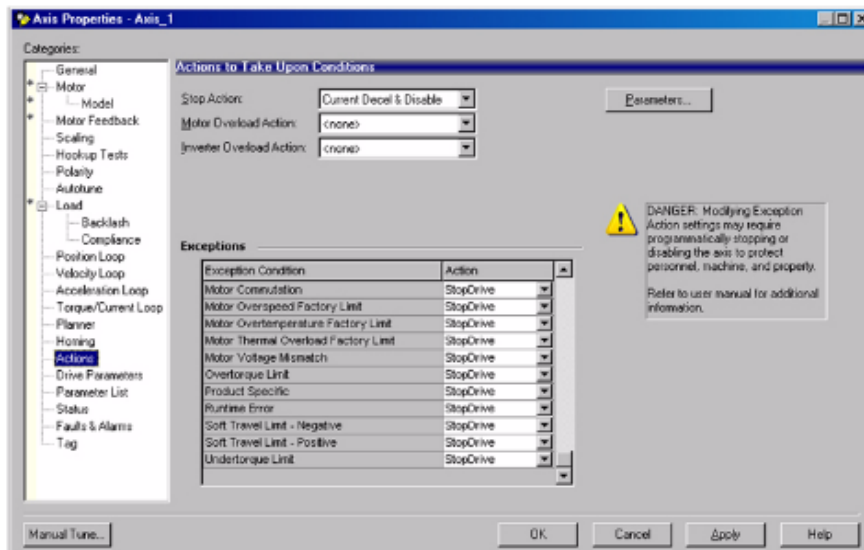 Axis Properties - Axis_1
Categories:
General
Motor
Model
Motor Feedback
Scaling
Hookup Tests
Polarity
Autotune
Load
Backlash
Compliance
Position Loop
Velocity Loop
Acceleration Loop
Torque/Current Loop
Planner
Homing
Actions
Drive Parameters
Parameter List
Status
Faults & Alarms
Tag
Actions to Take Upon Conditions
Stop Action: Current Decel & Disable
Motor Overload Action: <none>
Inverter Overload Action: <none>
Parameters...
DANGER: Modifying Exception
Action settings may require
programmatically stopping or
disabling the axis to protect
personnel, machine, and property.
Refer to user manual for additional
information.
Exceptions
Exception Condition Action
Motor Commutation StopDrive
Motor Overspeed Factory Limit StopDrive
Motor Overtemperature Factory Limit StopDrive
Motor Thermal Overload Factory Limit StopDrive
Motor Voltage Mismatch StopDrive
Overtorque Limit StopDrive
Product Specific StopDrive
Runtime Error StopDrive
Soft Travel Limit - Negative StopDrive
Soft Travel Limit - Positive StopDrive
Undertorque Limit StopDrive
Manual Tune... OK Cancel Apply Help